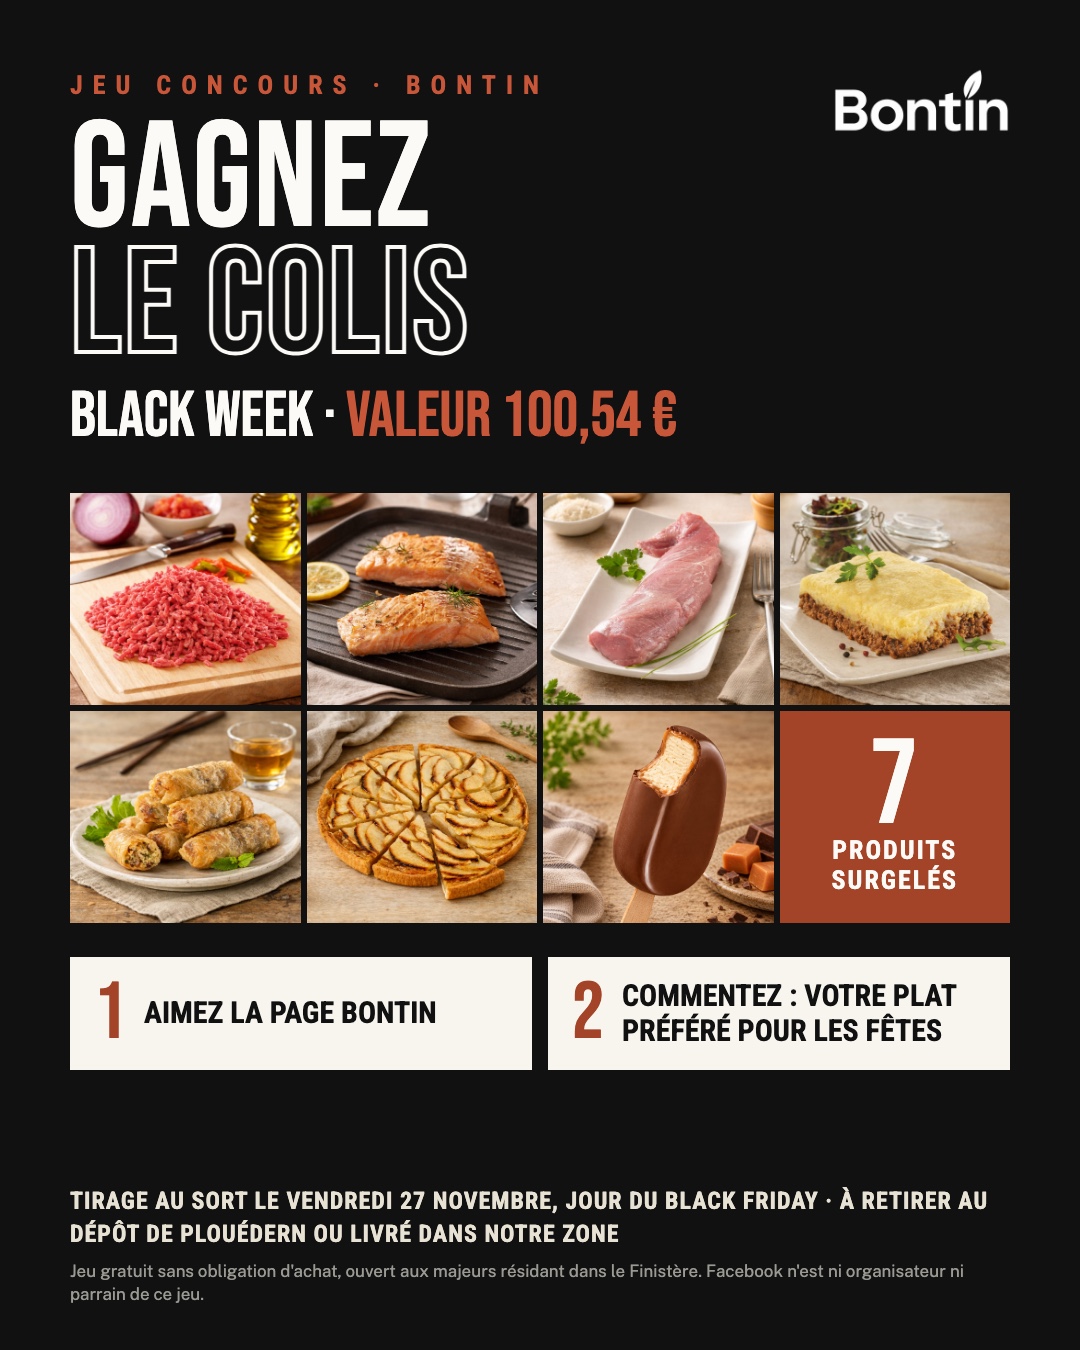 JEU CONCOURS · BONTIN
Bontin
GAGNEZ
LE COLIS
BLACK WEEK · VALEUR 100,54 €
7
PRODUITS
SURGELÉS
1 AIMEZ LA PAGE BONTIN
2 COMMENTEZ : VOTRE PLAT
PRÉFÉRÉ POUR LES FÊTES
TIRAGE AU SORT LE VENDREDI 27 NOVEMBRE, JOUR DU BLACK FRIDAY · À RETIRER AU
DÉPÔT DE PLOUÉDERN OU LIVRÉ DANS NOTRE ZONE
Jeu gratuit sans obligation d'achat, ouvert aux majeurs résidant dans le Finistère. Facebook n'est ni organisateur ni
parrain de ce jeu.